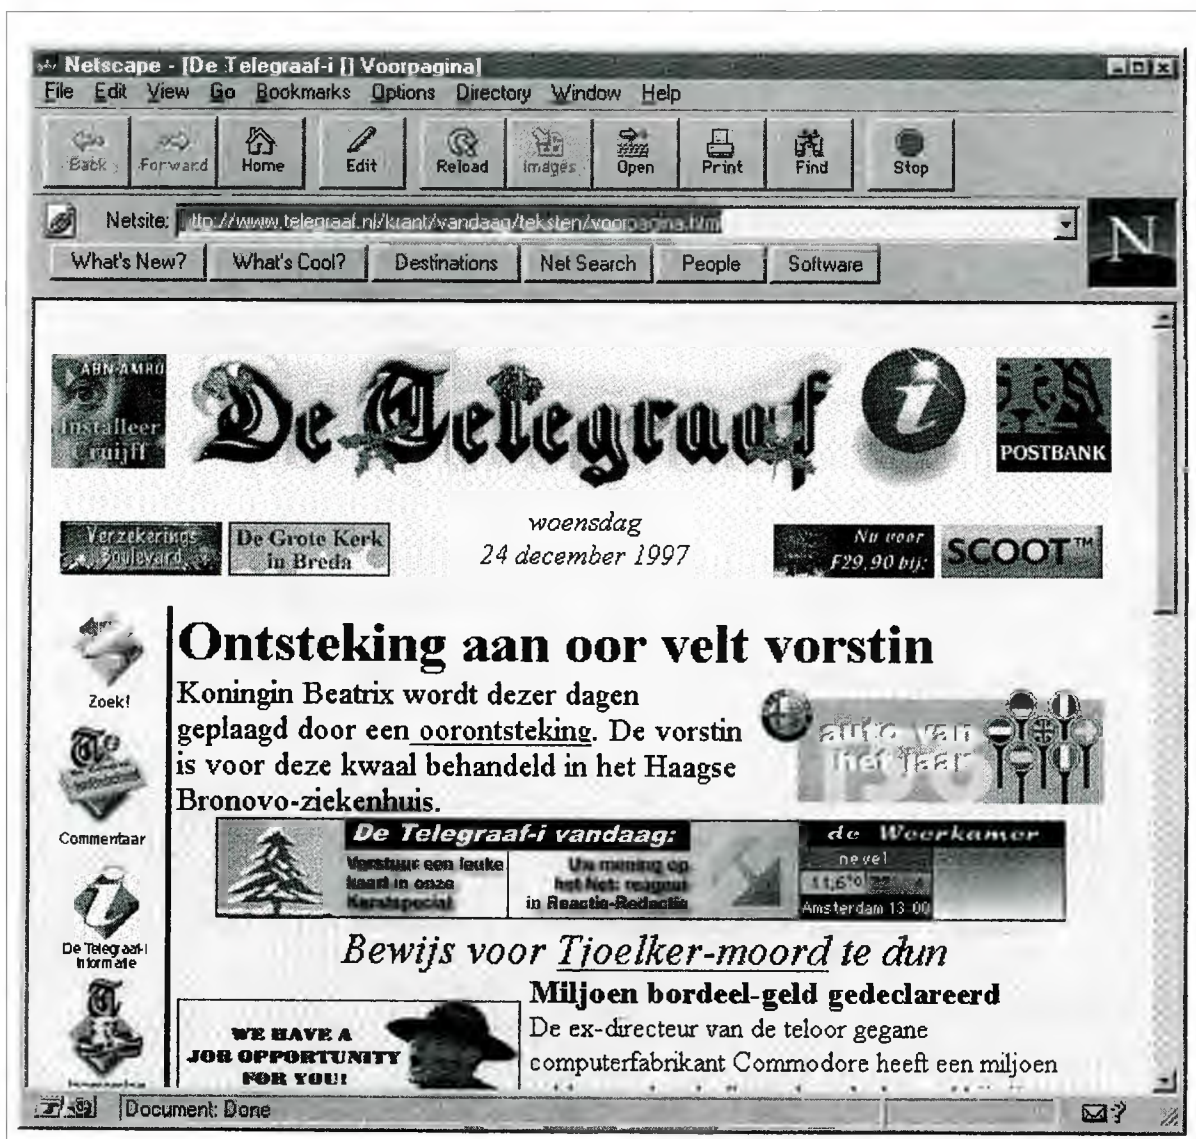 Netscape - [De Telegraaf-i [] Voorpagina]
File Edit View Go Bookmarks Options Directory Window Help
Back Forward Home Edit Reload Images Open Print Find Stop
Netsite: http://www.telegraaf.nl/krant/vandaag/teksten/voorpagina.html
What's New? What's Cool? Destinations Net Search People Software
N
ABN-AMRO
Installeer
Cruijff
De Telegraaf i
POSTBANK
Verzekerings
Boulevard
De Grote Kerk
in Breda
woensdag
24 december 1997
Nu voor
F29,90 bij:
SCOOT™
Zoek!
Commentaar
De Telegraaf-i
Informatie
Ontsteking aan oor velt vorstin
Koningin Beatrix wordt dezer dagen
geplaagd door een oorontsteking. De vorstin
is voor deze kwaal behandeld in het Haagse
Bronovo-ziekenhuis.
auto van
het jaar
De Telegraaf-i vandaag:
Verstuur een leuke
kaart in onze
Kerstspecial
Uw mening op
het Net: reageer
in Reactie-Redactie
de Weerkamer
nevel
11,6°
Amsterdam 13:00
Bewijs voor Tjoelker-moord te dun
WE HAVE A
JOB OPPORTUNITY
FOR YOU!
Miljoen bordeel-geld gedeclareerd
De ex-directeur van de teloor gegane
computerfabrikant Commodore heeft een miljoen
Document: Done